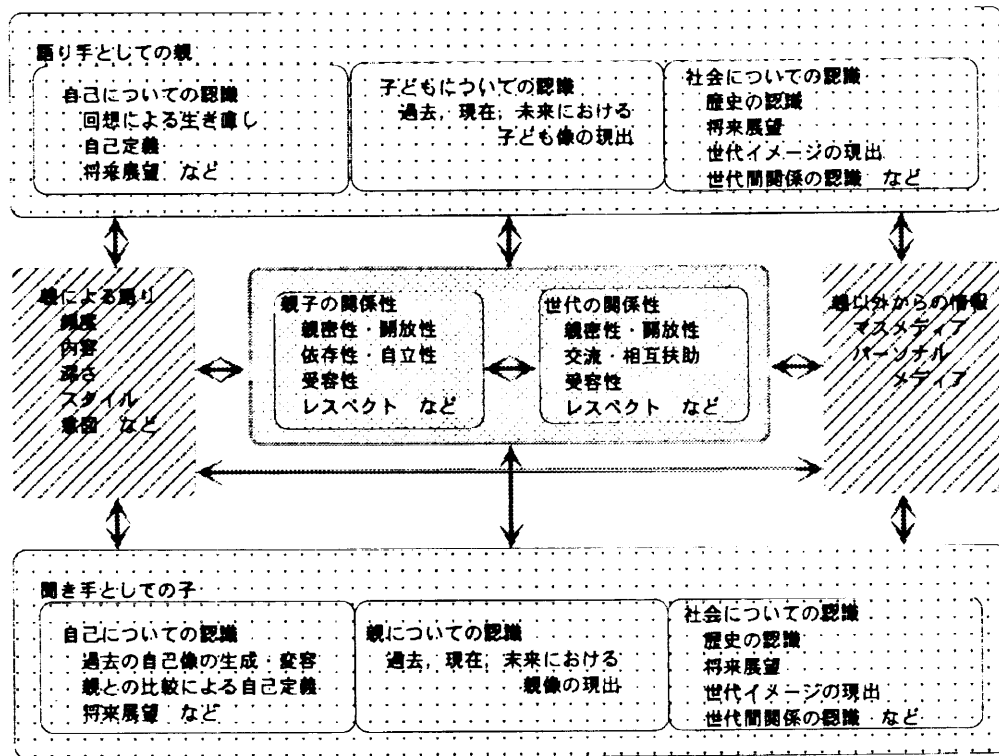 語り手としての親
自己についての認識
回想による生き直し
自己定義
将来展望 など
子どもについての認識
過去，現在，未来における
子ども像の現出
社会についての認識
歴史の認識
将来展望
世代イメージの現出
世代間関係の認識 など
親による語り
頻度
内容
深さ
スタイル
意図 など
親子の関係性
親密性・開放性
依存性・自立性
受容性
レスペクト など
世代の関係性
親密性・開放性
交流・相互扶助
受容性
レスペクト など
親以外からの情報
マスメディア
パーソナル
メディア
聞き手としての子
自己についての認識
過去の自己像の生成・変容
親との比較による自己定義
将来展望 など
親についての認識
過去，現在，未来における
親像の現出
社会についての認識
歴史の認識
将来展望
世代イメージの現出
世代間関係の認識 など